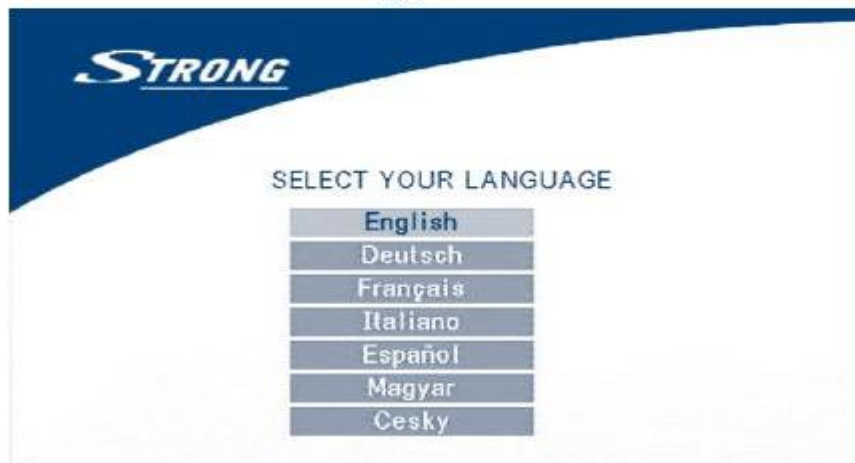 STRONG
SELECT YOUR LANGUAGE
English
Deutsch
Français
Italiano
Español
Magyar
Cesky